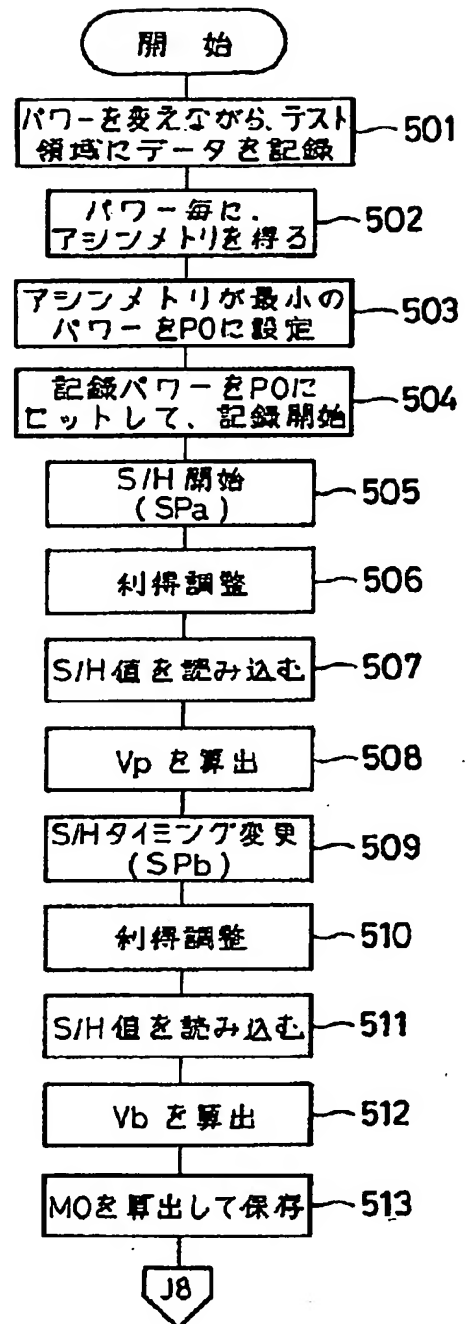 開始
パワーを変えながら、テスト
領域にデータを記録
501
パワー毎に、
アシンメトリを得る
502
アシンメトリが最小の
パワーをP0に設定
503
記録パワーをP0に
セットして、記録開始
504
S/H 開始
(SPa)
505
利得調整
506
S/H値を読み込む
507
Vp を算出
508
S/Hタイミング変更
(SPb)
509
利得調整
510
S/H値を読み込む
511
Vb を算出
512
M0を算出して保存
513
J8